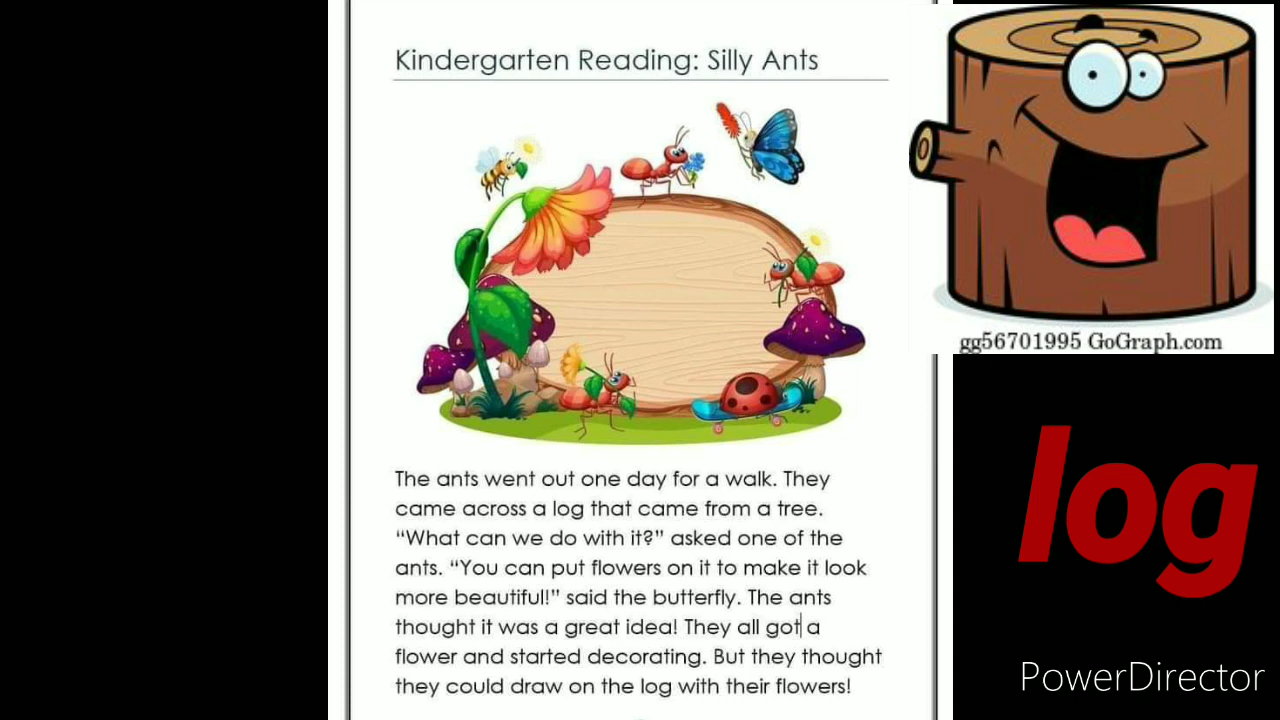 Kindergarten Reading: Silly Ants
The ants went out one day for a walk. They
came across a log that came from a tree.
“What can we do with it?” asked one of the
ants. “You can put flowers on it to make it look
more beautiful!” said the butterfly. The ants
thought it was a great idea! They all got a
flower and started decorating. But they thought
they could draw on the log with their flowers!
gg56701995 GoGraph.com
log
PowerDirector